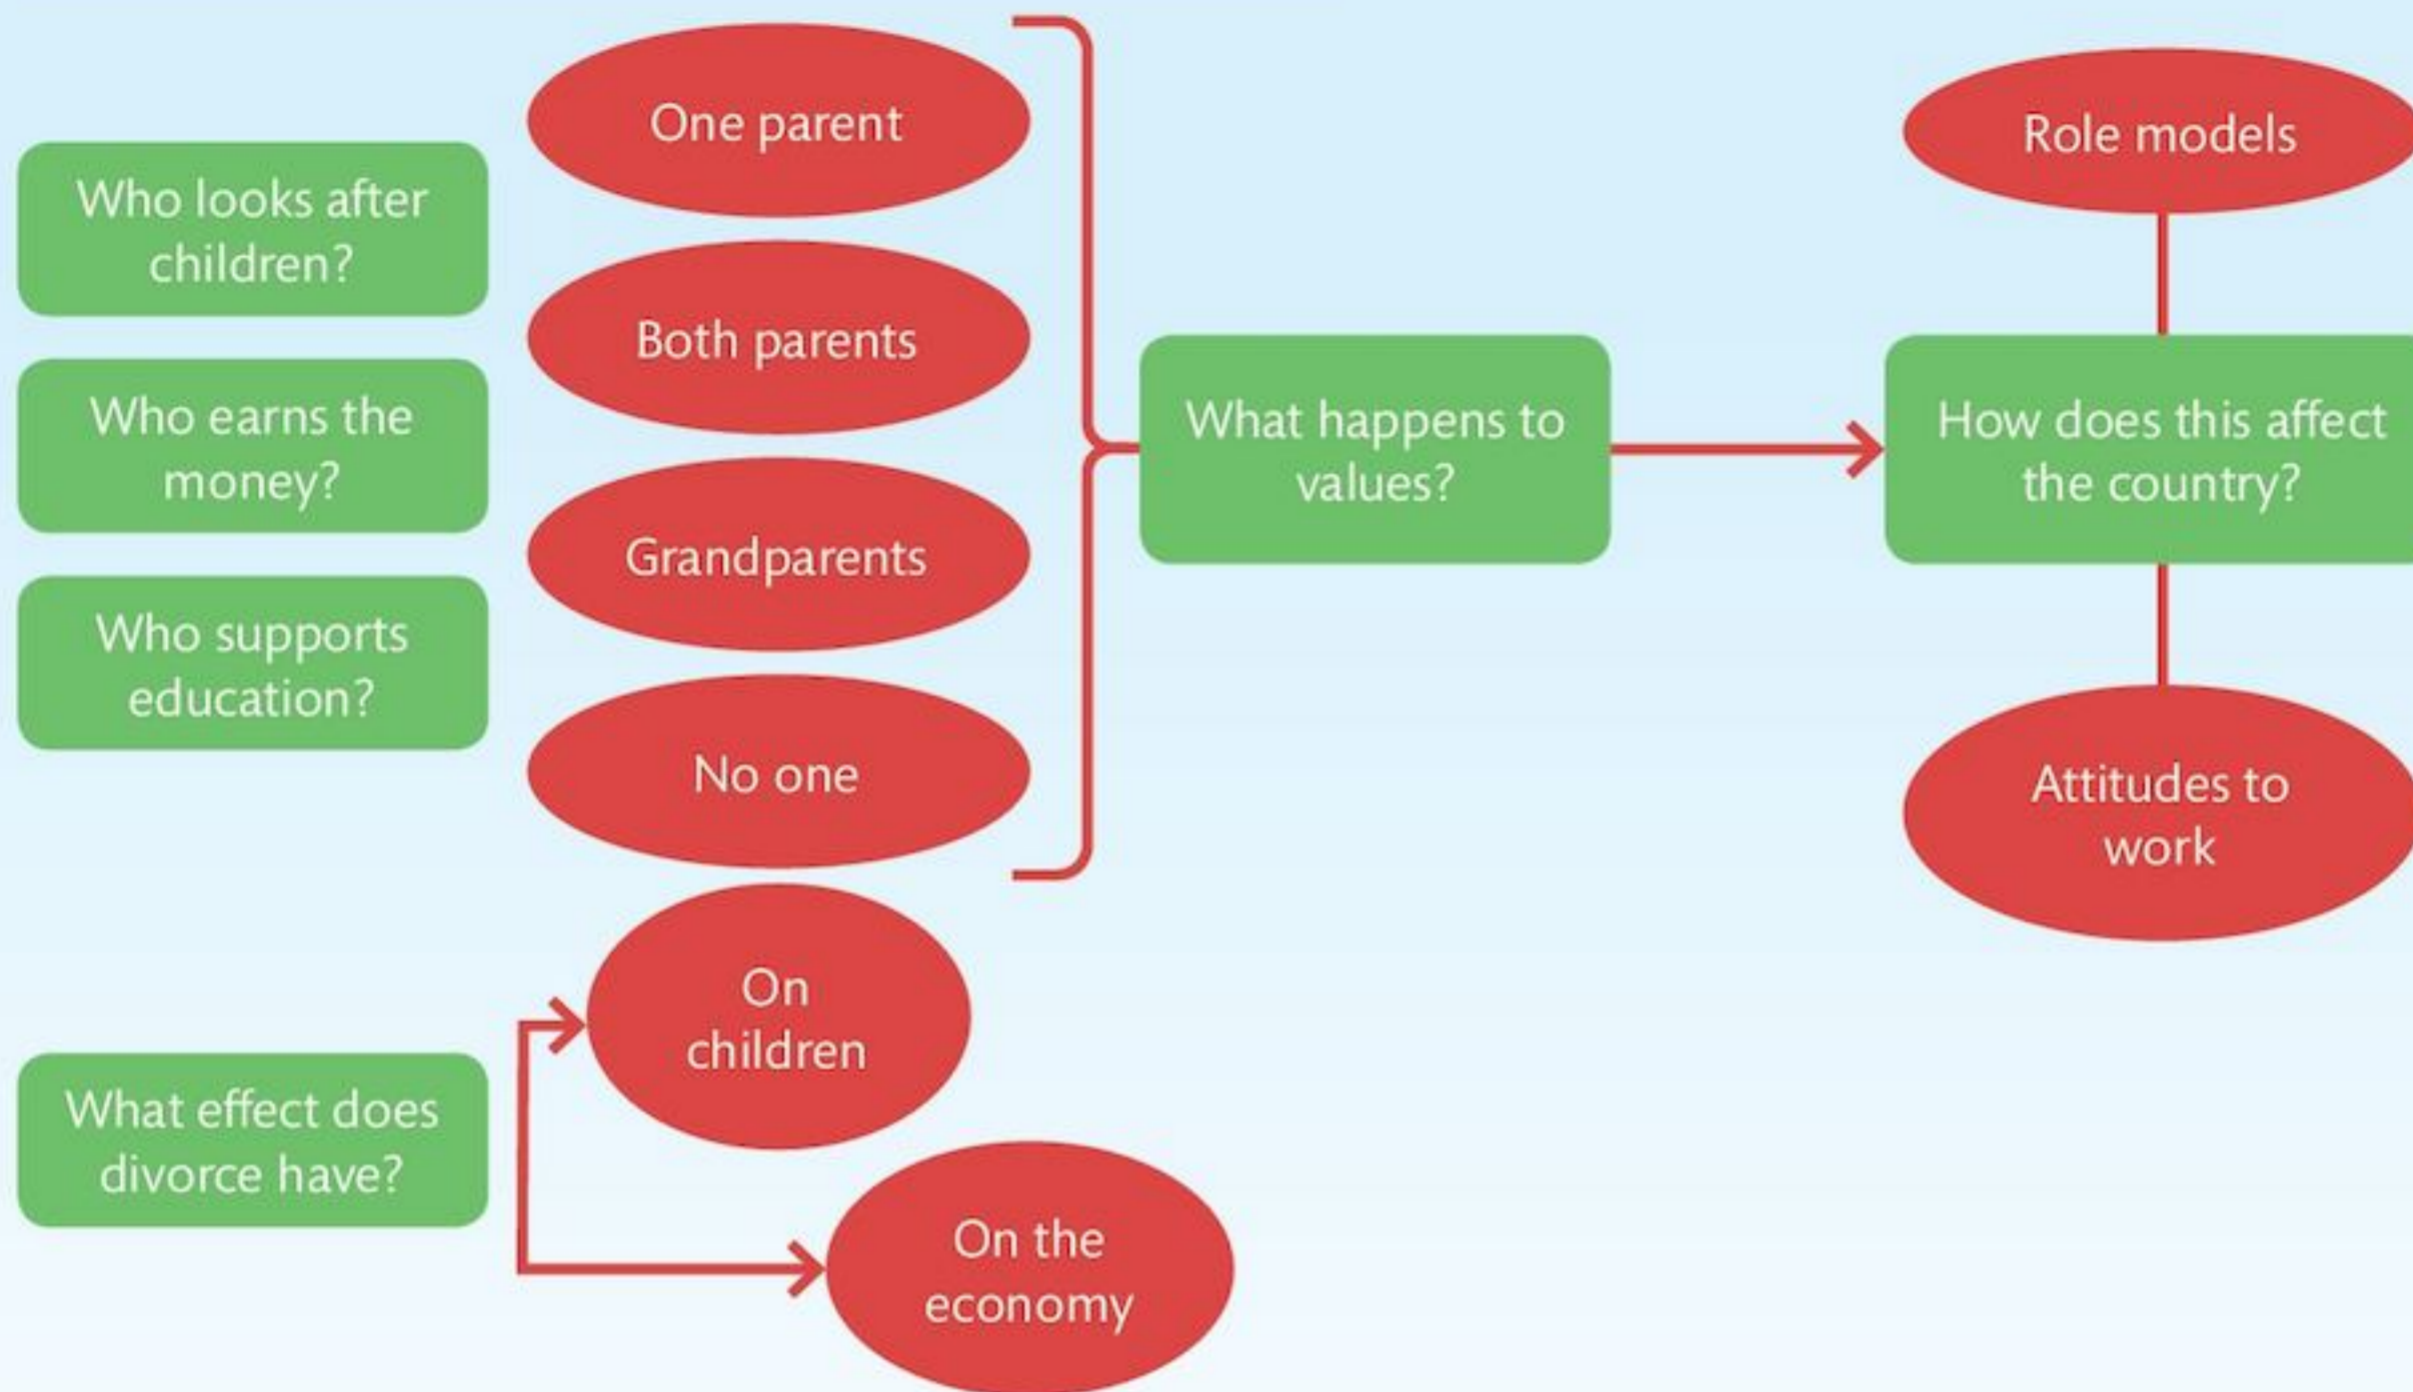 Who looks after
children?
Who earns the
money?
Who supports
education?
One parent
Both parents
Grandparents
No one
What happens to
values?
Role models
How does this affect
the country?
Attitudes to
work
What effect does
divorce have?
On
children
On the
economy